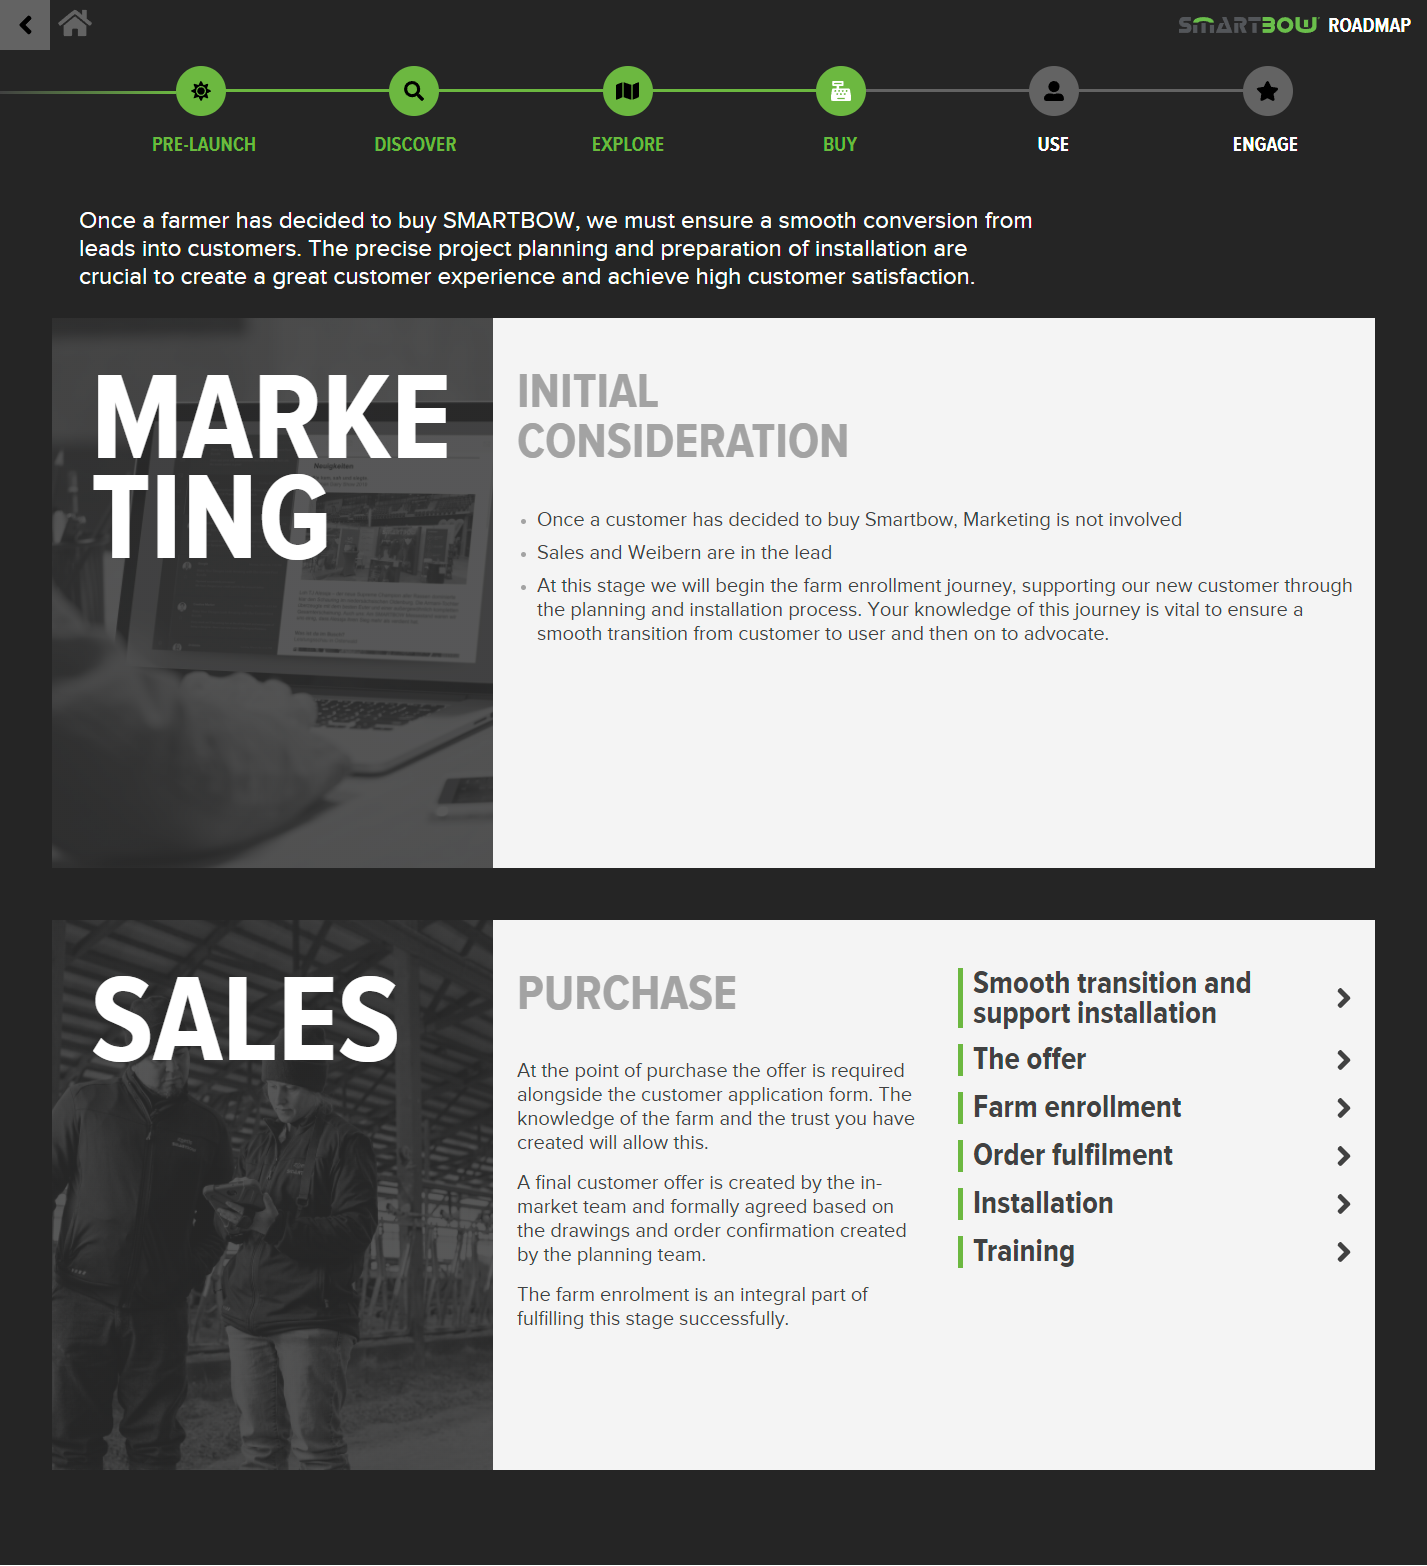 SMARTBOW ROADMAP
PRE-LAUNCH
DISCOVER
EXPLORE
BUY
USE
ENGAGE
Once a farmer has decided to buy SMARTBOW, we must ensure a smooth conversion from
leads into customers. The precise project planning and preparation of installation are
crucial to create a great customer experience and achieve high customer satisfaction.
MARKE
TING
Neuigkeiten
INITIAL
CONSIDERATION
• Once a customer has decided to buy Smartbow, Marketing is not involved
• Sales and Weibern are in the lead
• At this stage we will begin the farm enrollment journey, supporting our new customer through
the planning and installation process. Your knowledge of this journey is vital to ensure a
smooth transition from customer to user and then on to advocate.
SALES
PURCHASE
At the point of purchase the offer is required
alongside the customer application form. The
knowledge of the farm and the trust you have
created will allow this.
A final customer offer is created by the in-
market team and formally agreed based on
the drawings and order confirmation created
by the planning team.
The farm enrolment is an integral part of
fulfilling this stage successfully.
Smooth transition and
support installation
The offer
Farm enrollment
Order fulfilment
Installation
Training